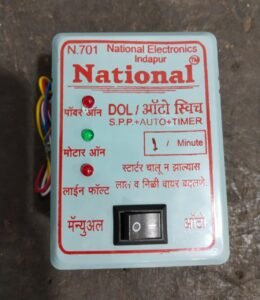 N.701 National Electronics
Indapur
National TM
पॉवर ऑन
DOL / ऑटो स्विच
S.P.P.+AUTO+TIMER
मोटार ऑन
1 / Minute
लाईन फॉल्ट
स्टार्टर चालू न झाल्यास
लाल व निळी वायर बदलणे.
मॅन्युअल
ऑटो